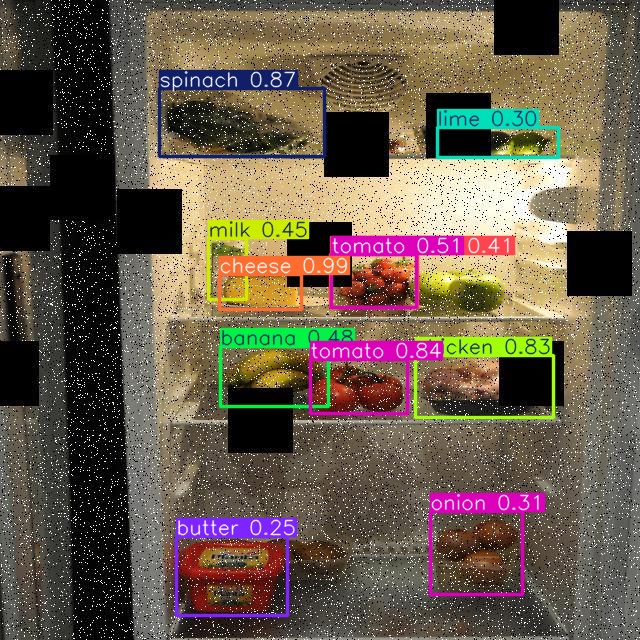 spinach 0.87
lime 0.30
milk 0.45
tomato 0.51
0.41
cheese 0.99
banana 0.48
tomato 0.84
cken 0.83
onion 0.31
butter 0.25